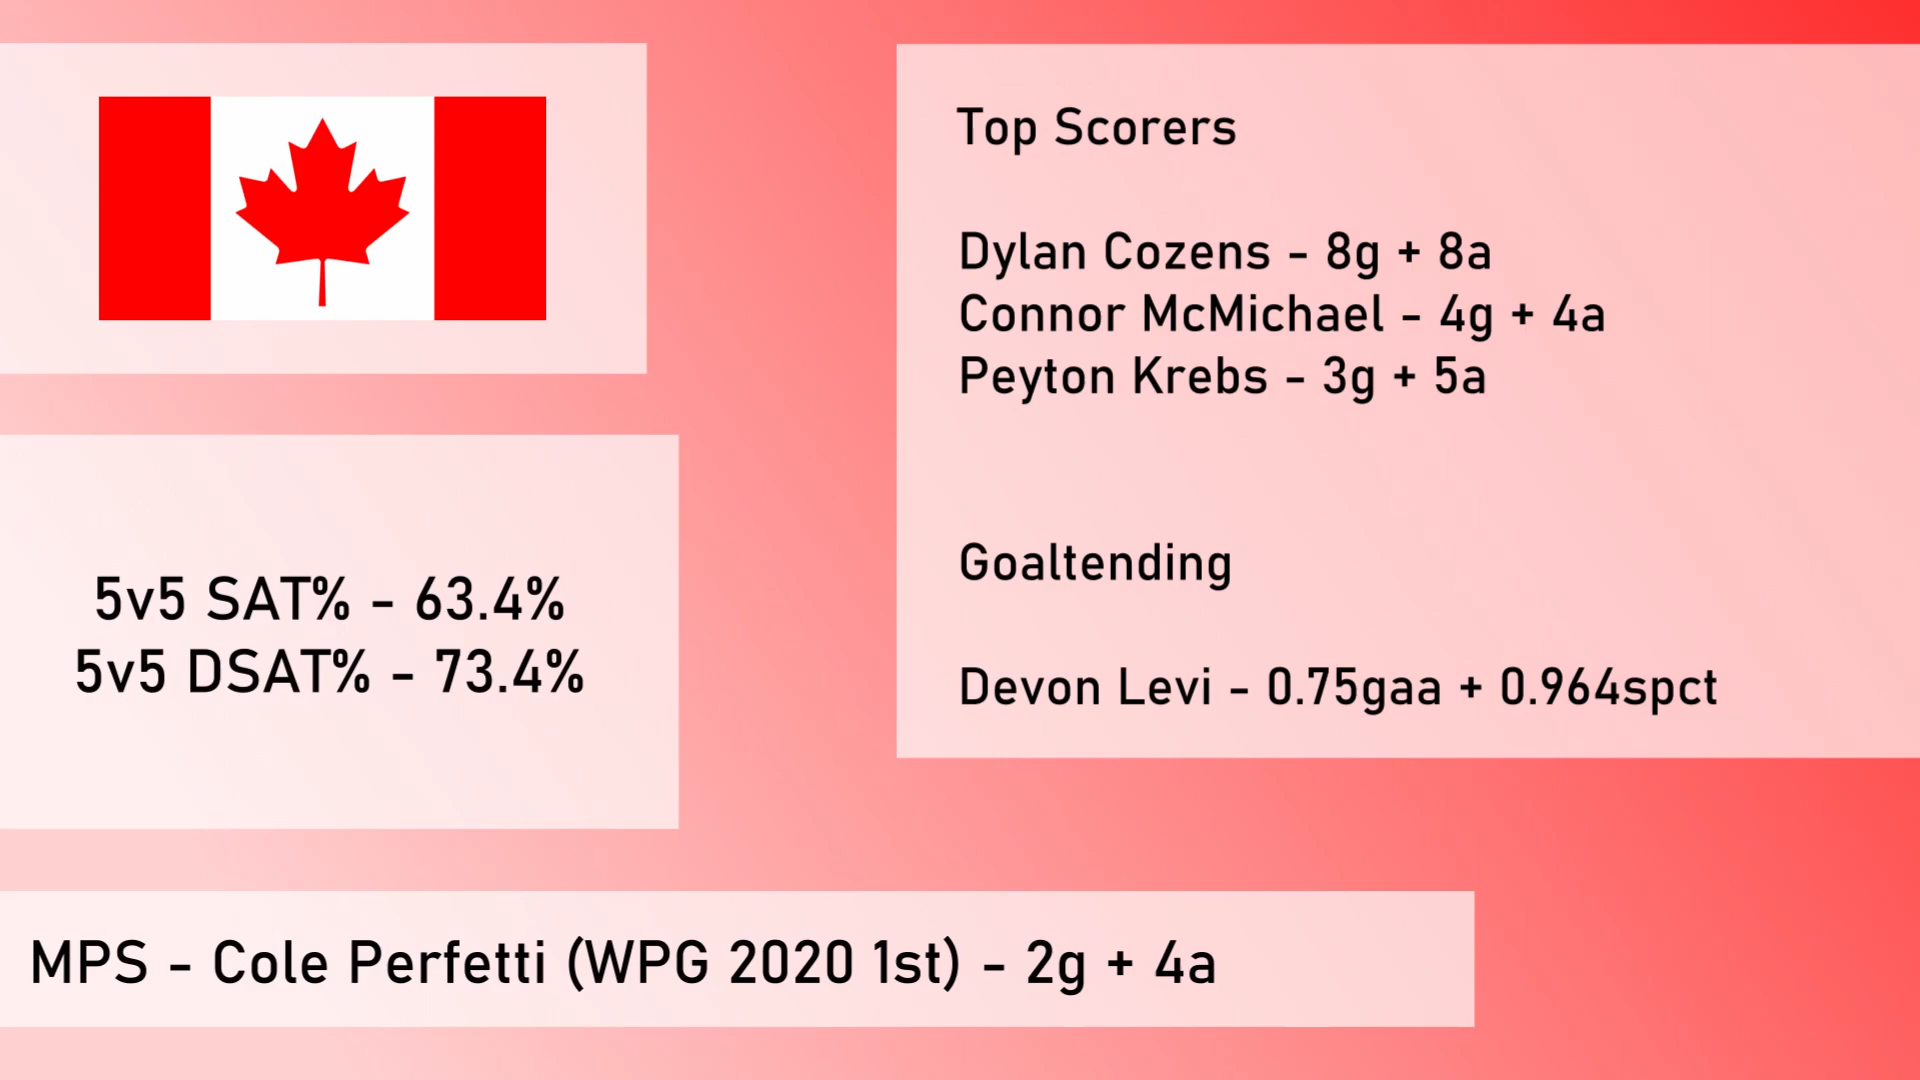 Top Scorers
Dylan Cozens - 8g + 8a
Connor McMichael - 4g + 4a
Peyton Krebs - 3g + 5a
Goaltending
Devon Levi - 0.75gaa + 0.964spct
5v5 SAT% - 63.4%
5v5 DSAT% - 73.4%
MPS - Cole Perfetti (WPG 2020 1st) - 2g + 4a